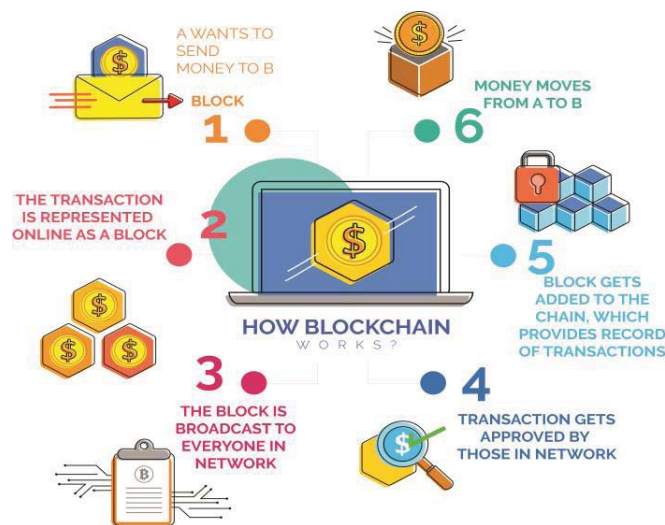 A WANTS TO
SEND
MONEY TO B
BLOCK
1
2
THE TRANSACTION
IS REPRESENTED
ONLINE AS A BLOCK
3
THE BLOCK IS
BROADCAST TO
EVERYONE IN
NETWORK
4
TRANSACTION GETS
APPROVED BY
THOSE IN NETWORK
5
BLOCK GETS
ADDED TO THE
CHAIN, WHICH
PROVIDES RECORD
OF TRANSACTIONS
6
MONEY MOVES
FROM A TO B
HOW BLOCKCHAIN
WORKS?